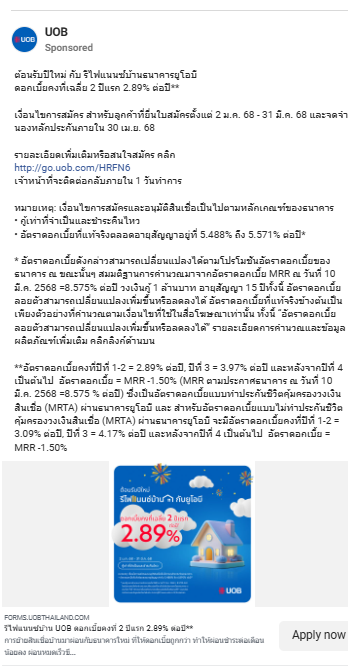 UOB
UOB
Sponsored
ต้อนรับปีใหม่ กับ รีไฟแนนซ์บ้านธนาคารยูโอบี
ดอกเบี้ยคงที่เฉลี่ย 2 ปีแรก 2.89% ต่อปี**
เงื่อนไขการสมัคร สำหรับลูกค้าที่ยื่นใบสมัครตั้งแต่ 2 ม.ค. 68 - 31 มี.ค. 68 และจดจำ
นองหลักประกันภายใน 30 เม.ย. 68
รายละเอียดเพิ่มเติมหรือสนใจสมัคร คลิก
http://go.uob.com/HRFN6
เจ้าหน้าที่จะติดต่อกลับภายใน 1 วันทำการ
หมายเหตุ: เงื่อนไขการสมัครและอนุมัติสินเชื่อเป็นไปตามหลักเกณฑ์ของธนาคาร
• กู้เท่าที่จำเป็นและชำระคืนไหว
• อัตราดอกเบี้ยที่แท้จริงตลอดอายุสัญญาอยู่ที่ 5.488% ถึง 5.571% ต่อปี*
* อัตราดอกเบี้ยดังกล่าวสามารถเปลี่ยนแปลงได้ตามโปรโมชันอัตราดอกเบี้ยของ
ธนาคาร ณ ขณะนั้นๆ สมมติฐานการคำนวณมาจากอัตราดอกเบี้ย MRR ณ วันที่ 10
มี.ค. 2568 =8.575% ต่อปี วงเงินกู้ 1 ล้านบาท อายุสัญญา 15 ปีทั้งนี้ อัตราดอกเบี้ย
ลอยตัวสามารถเปลี่ยนแปลงเพิ่มขึ้นหรือลดลงได้ อัตราดอกเบี้ยที่แท้จริงข้างต้นเป็น
เพียงตัวอย่างที่คำนวณตามเงื่อนไขที่ใช้ในสื่อโฆษณาเท่านั้น ทั้งนี้ "อัตราดอกเบี้ย
ลอยตัวสามารถเปลี่ยนแปลงเพิ่มขึ้นหรือลดลงได้" รายละเอียดการคำนวณและข้อมูล
ผลิตภัณฑ์เพิ่มเติม คลิกลิงก์ด้านบน
**อัตราดอกเบี้ยคงที่ปีที่ 1-2 = 2.89% ต่อปี, ปีที่ 3 = 3.97% ต่อปี และหลังจากปีที่ 4
เป็นต้นไป อัตราดอกเบี้ย = MRR -1.50% (MRR ตามประกาศธนาคาร ณ วันที่ 10
มี.ค. 2568 =8.575 % ต่อปี) ซึ่งเป็นอัตราดอกเบี้ยแบบทำประกันชีวิตคุ้มครองวงเงิน
สินเชื่อ (MRTA) ผ่านธนาคารยูโอบี และ สำหรับอัตราดอกเบี้ยแบบไม่ทำประกันชีวิต
คุ้มครองวงเงินสินเชื่อ (MRTA) ผ่านธนาคารยูโอบี จะมีอัตราดอกเบี้ยคงที่ปีที่ 1-2 =
3.09% ต่อปี, ปีที่ 3 = 4.17% ต่อปี และหลังจากปีที่ 4 เป็นต้นไป อัตราดอกเบี้ย =
MRR -1.50%
ต้อนรับปีใหม่
รีไฟแนนซ์บ้าน กับยูโอบี
ดอกเบี้ยคงที่เฉลี่ย 2 ปีแรก
2.89%
UOB
FORMS.UOBTHAILAND.COM
รีไฟแนนซ์บ้าน UOB ดอกเบี้ยคงที่ 2 ปีแรก 2.89% ต่อปี**
การย้ายสินเชื่อบ้านมาผ่อนกับธนาคารใหม่ ที่ให้ดอกเบี้ยถูกกว่า ทำให้ผ่อนชำระต่อเดือน
น้อยลง ผ่อนหมดเร็วขึ้...
Apply now